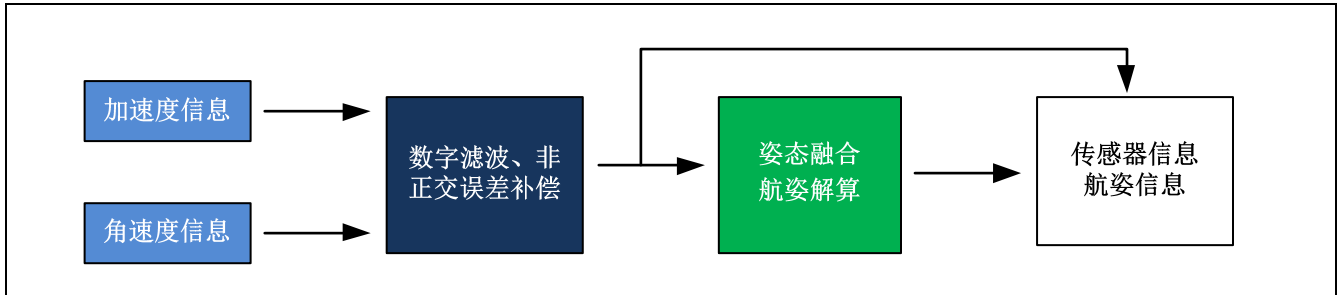 加速度信息
角速度信息
数字滤波、非
正交误差补偿
姿态融合
航姿解算
传感器信息
航姿信息